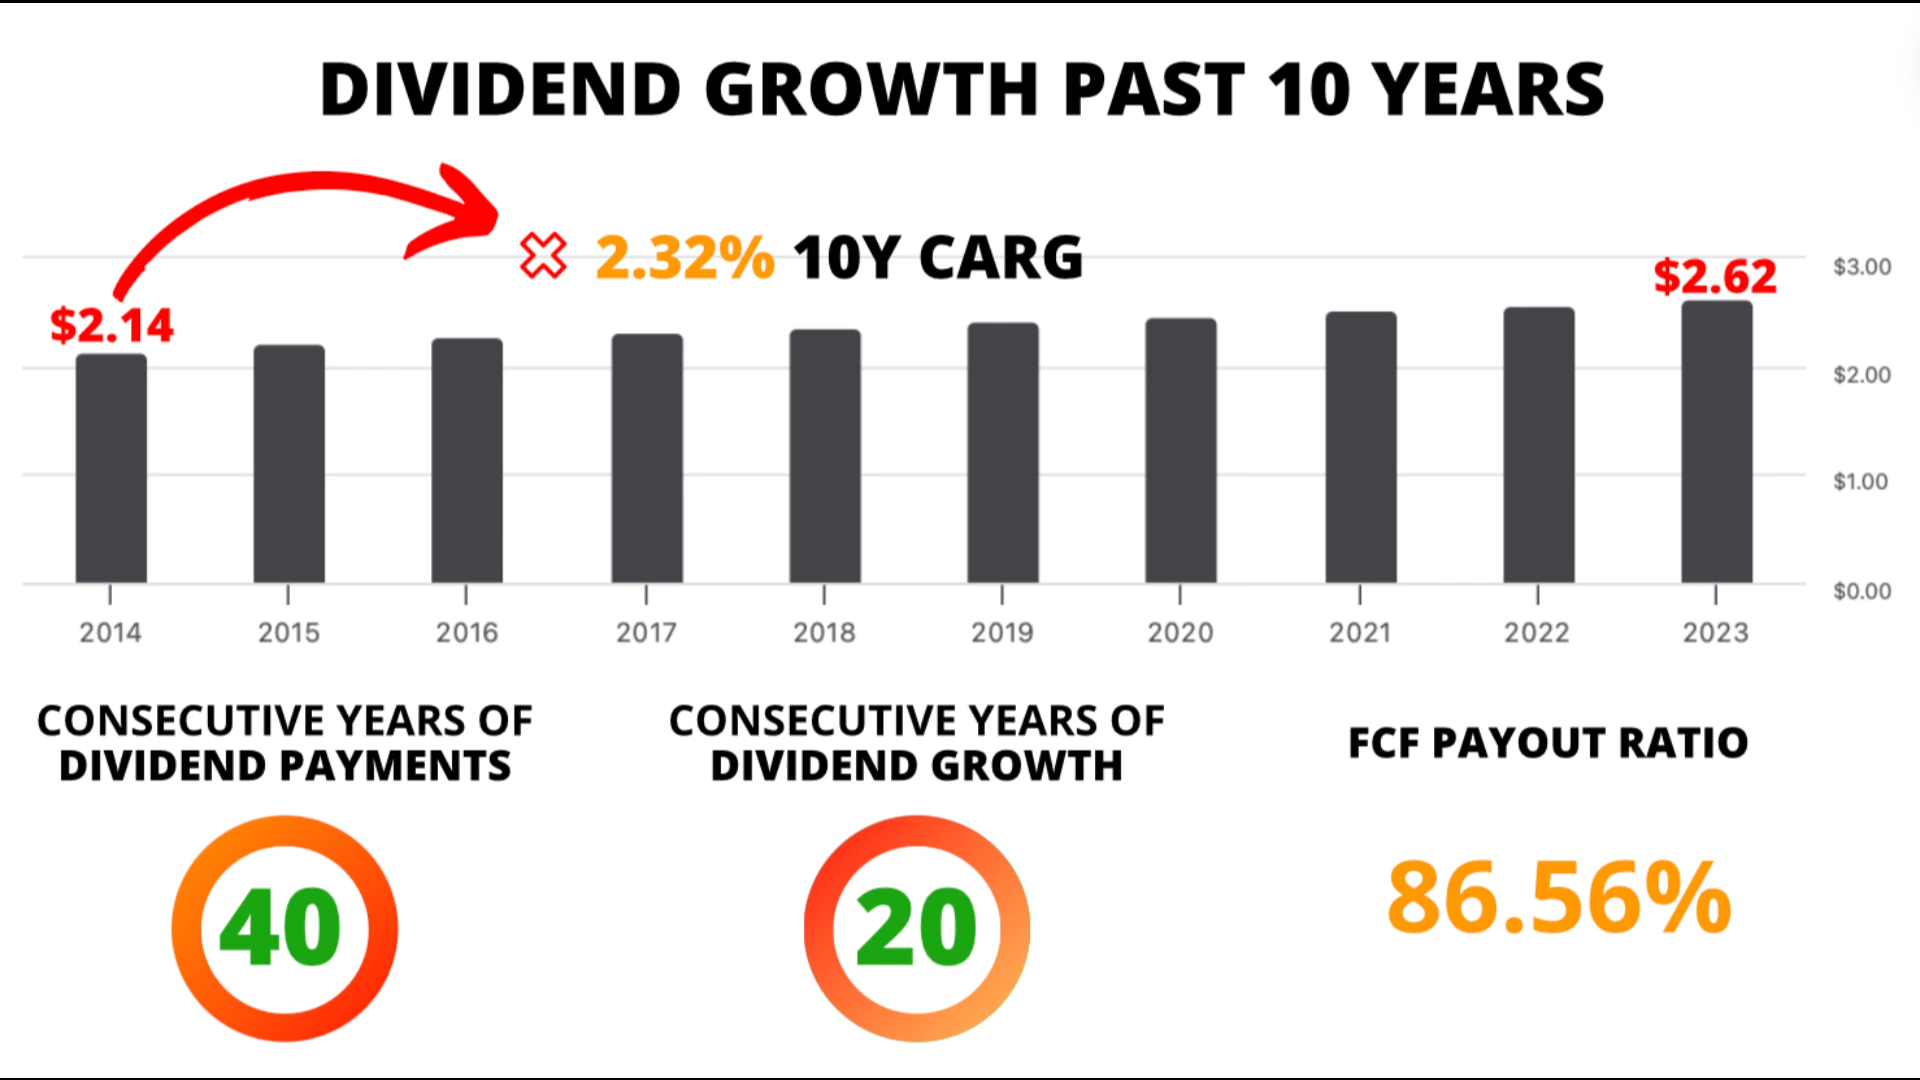 DIVIDEND GROWTH PAST 10 YEARS
2.32% 10Y CARG
$2.14
$2.62
$3.00
$2.00
$1.00
$0.00
2014 2015 2016 2017 2018 2019 2020 2021 2022 2023
CONSECUTIVE YEARS OF
DIVIDEND PAYMENTS
40
CONSECUTIVE YEARS OF
DIVIDEND GROWTH
20
FCF PAYOUT RATIO
86.56%